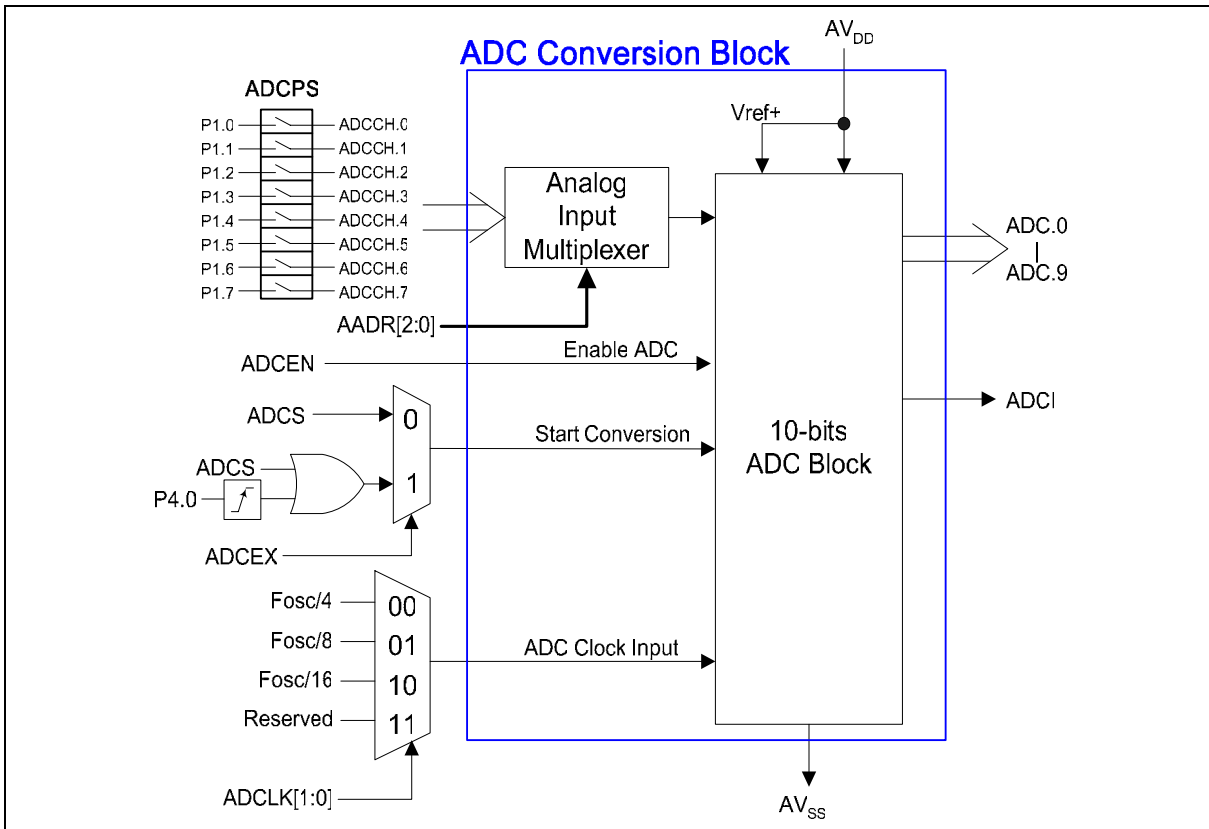 ADC Conversion Block
AV_DD
ADCPS
Vref+
P1.0 ADCCH.0
P1.1 ADCCH.1
P1.2 ADCCH.2
P1.3 ADCCH.3
P1.4 ADCCH.4
P1.5 ADCCH.5
P1.6 ADCCH.6
P1.7 ADCCH.7
Analog
Input
Multiplexer
ADC.0
ADC.9
AADR[2:0]
ADCEN
Enable ADC
ADCI
ADCS
0
Start Conversion
10-bits
ADC Block
ADCS
P4.0
1
ADCEX
Fosc/4 00
Fosc/8 01
Fosc/16 10
Reserved 11
ADC Clock Input
ADCLK[1:0]
AV_SS